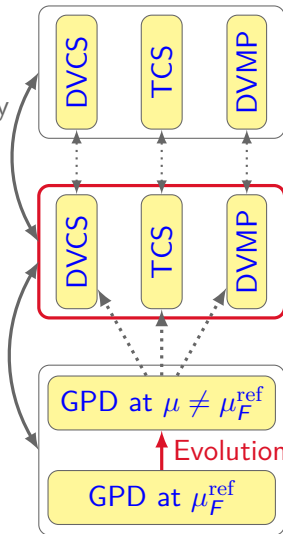 DVCS TCS DVMP
y
DVCS TCS DVMP
GPD at μ ≠ μ_F^ref
Evolution
GPD at μ_F^ref